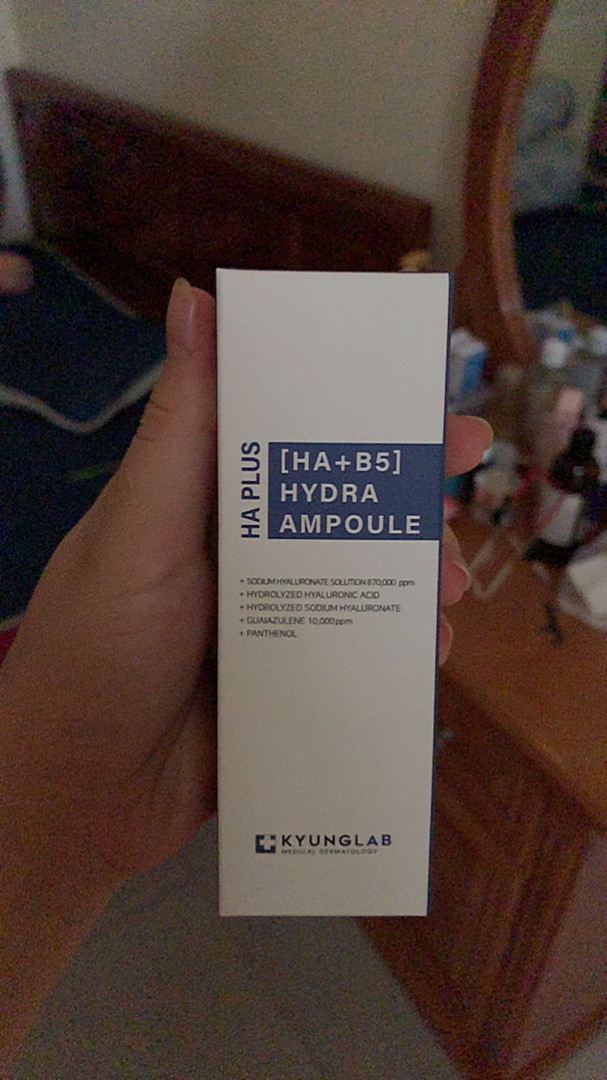 HA PLUS
[HA+B5]
HYDRA
AMPOULE
+ SODIUM HYALURONATE SOLUTION 870,000 ppm
+ HYDROLYZED HYALURONIC ACID
+ HYDROLYZED SODIUM HYALURONATE
+ GUAIAZULENE 10,000ppm
+ PANTHENOL
KYUNGLAB
MEDICAL DERMATOLOGY